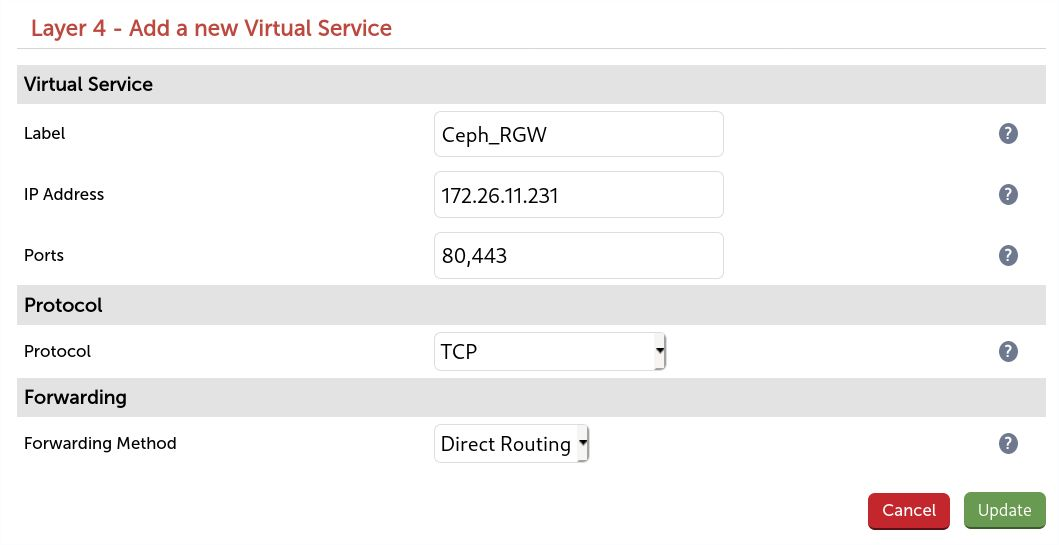 Layer 4 - Add a new Virtual Service
Virtual Service
Label Ceph_RGW ?
IP Address 172.26.11.231 ?
Ports 80,443 ?
Protocol
Protocol TCP ?
Forwarding
Forwarding Method Direct Routing ?
Cancel Update